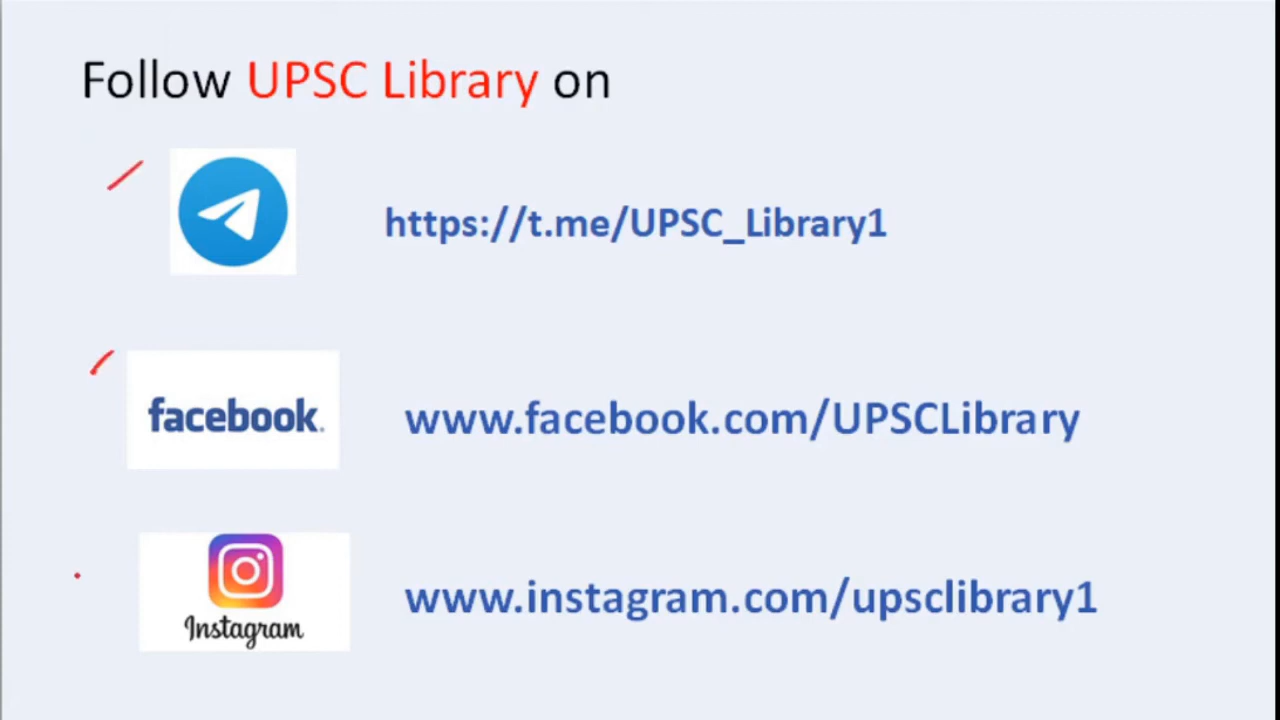 Follow UPSC Library on
https://t.me/UPSC_Library1
facebook.
www.facebook.com/UPSCLibrary
Instagram
www.instagram.com/upsclibrary1